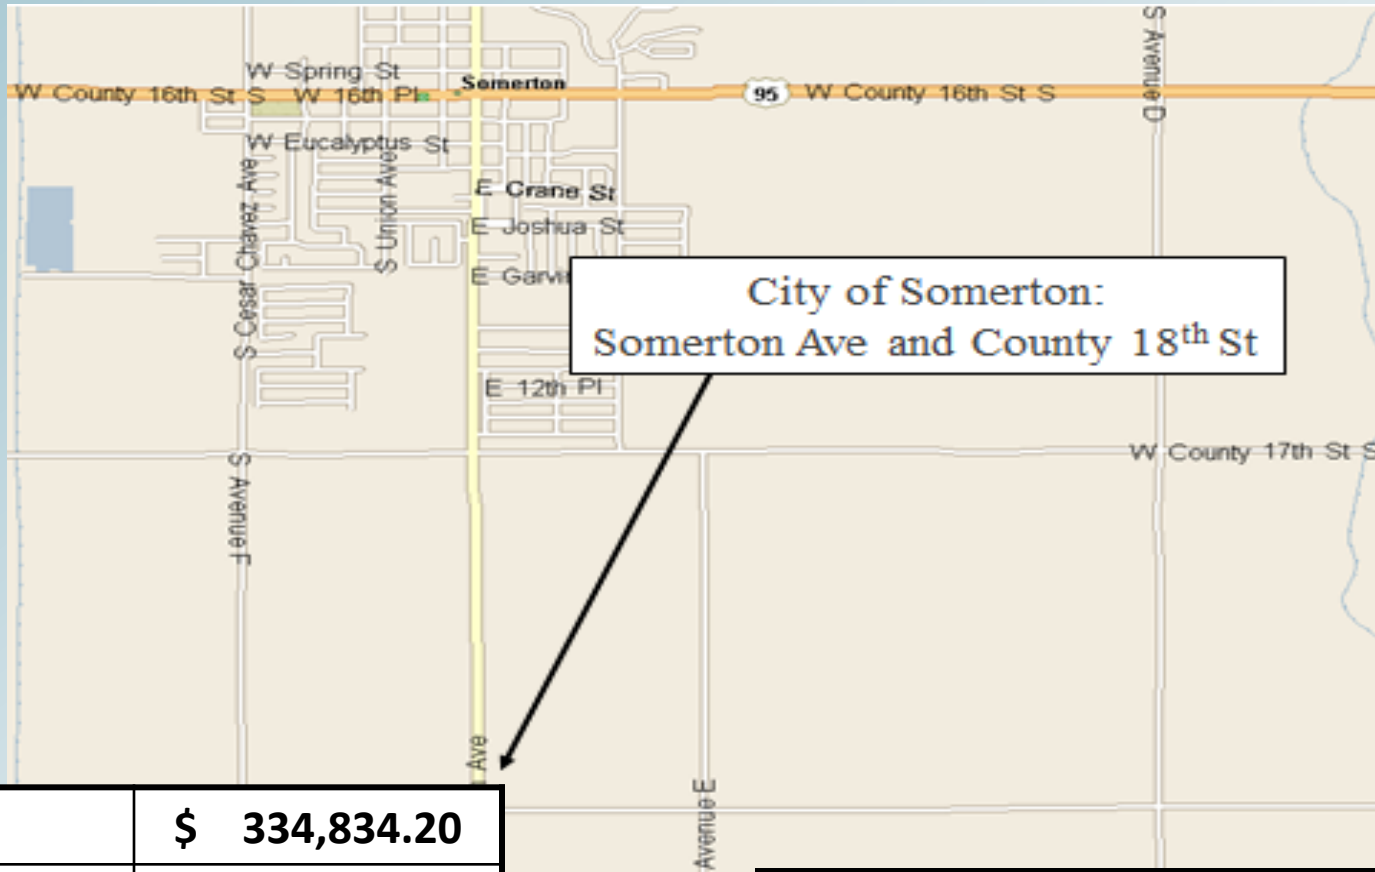 S Avenue D
W Spring St
Somerton
W County 16th St S
W 16th Pl
95
W County 16th St S
W Eucalyptus St
S Cesar Chavez Ave
S Union Ave
E Crane St
E Joshua St
E
City of Somerton:
Somerton Ave and County 18th St
E 12th Pl
W County 17th St S
S Avenue F
Ave
Avenue E
$ 334,834.20